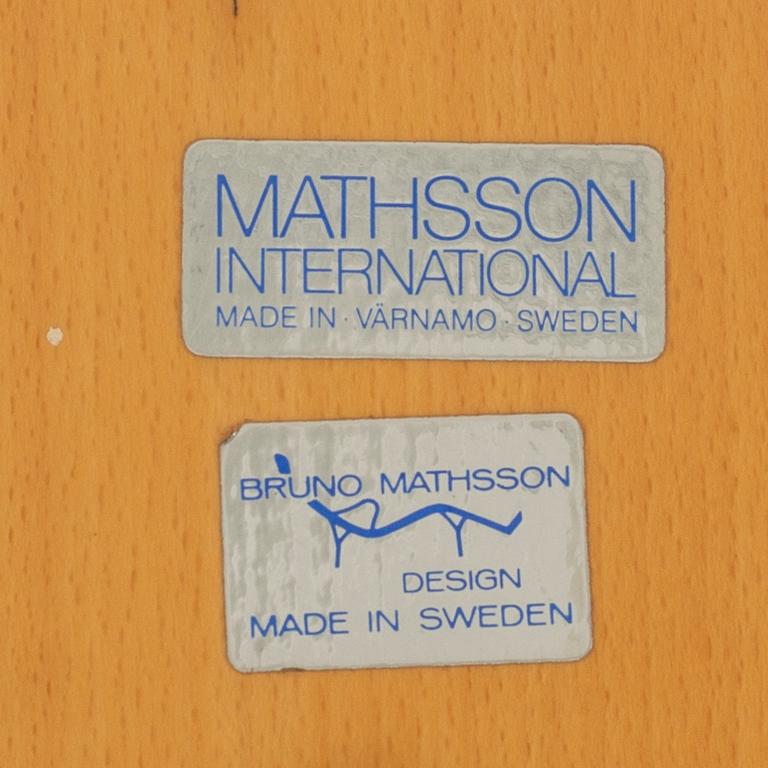 MATHSSON
INTERNATIONAL
MADE IN · VÄRNAMO · SWEDEN
BRUNO MATHSSON
DESIGN
MADE IN SWEDEN